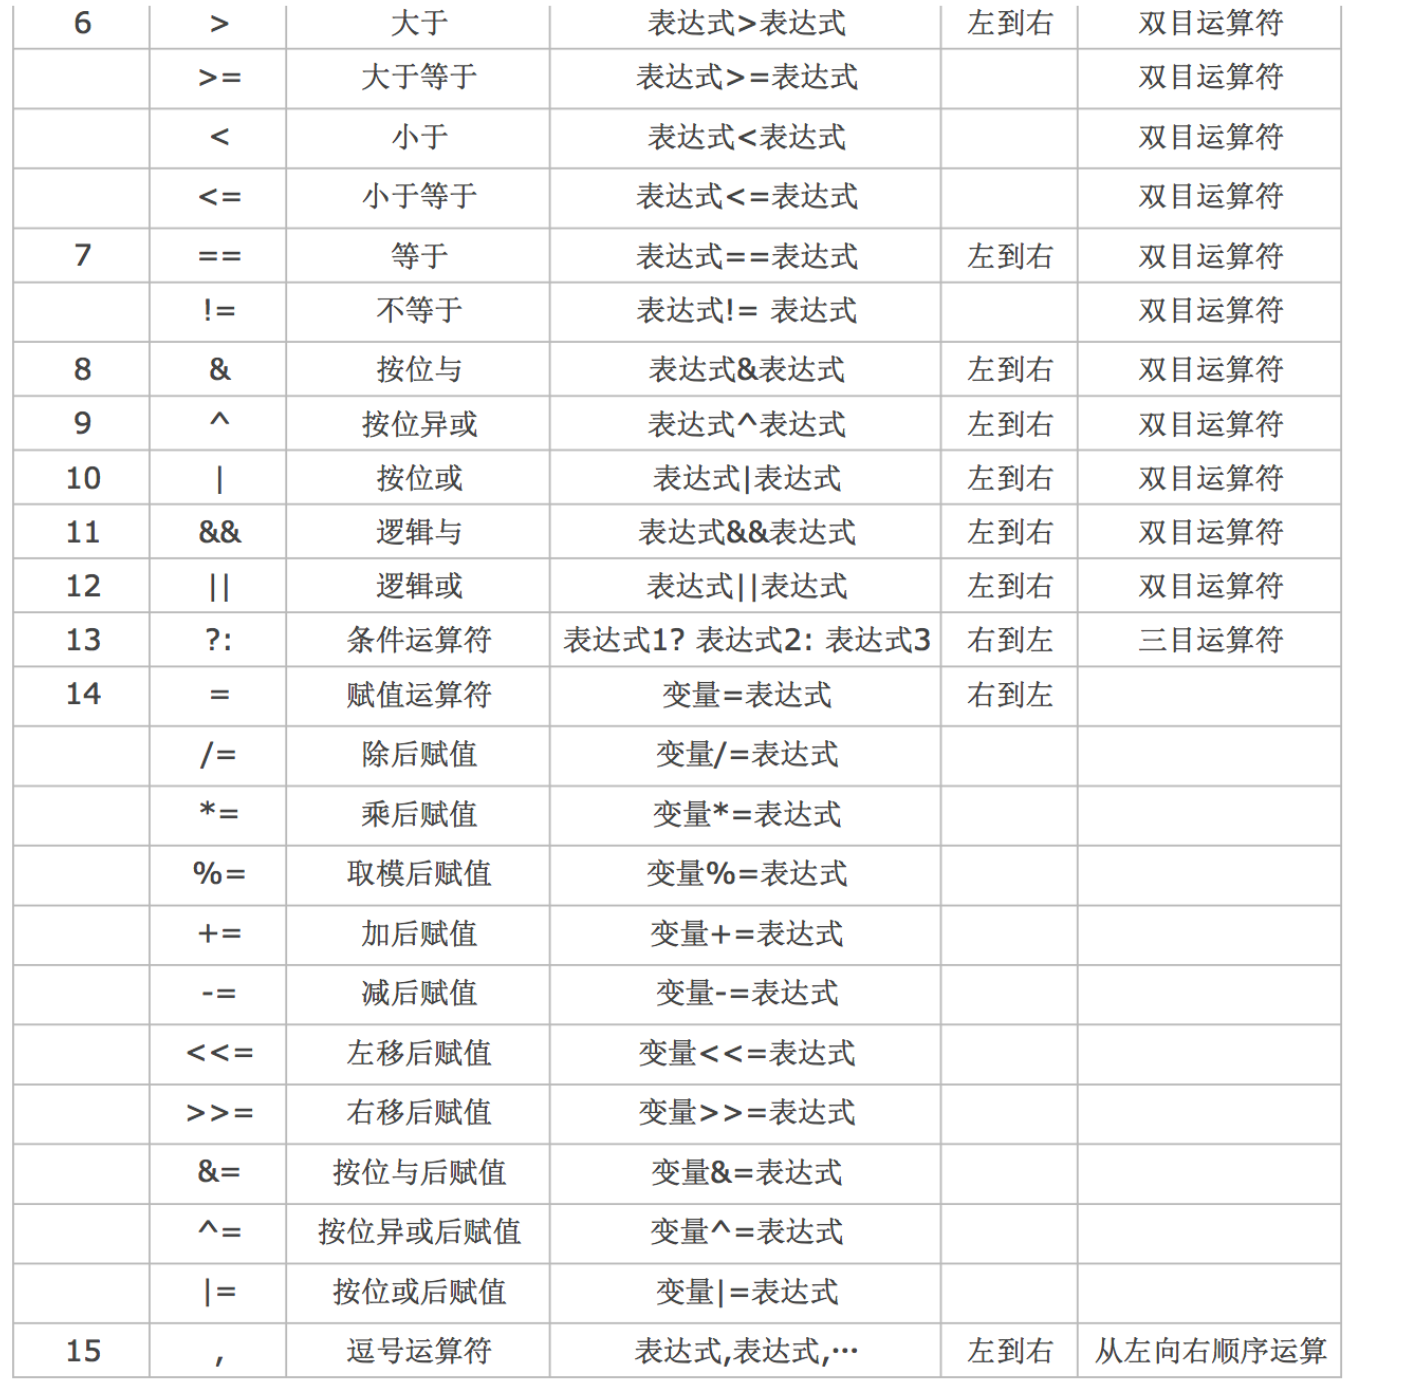 6 > 大于 表达式>表达式 左到右 双目运算符
>= 大于等于 表达式>=表达式 双目运算符
< 小于 表达式<表达式 双目运算符
<= 小于等于 表达式<=表达式 双目运算符
7 == 等于 表达式==表达式 左到右 双目运算符
!= 不等于 表达式!= 表达式 双目运算符
8 & 按位与 表达式&表达式 左到右 双目运算符
9 ^ 按位异或 表达式^表达式 左到右 双目运算符
10 | 按位或 表达式|表达式 左到右 双目运算符
11 && 逻辑与 表达式&&表达式 左到右 双目运算符
12 || 逻辑或 表达式||表达式 左到右 双目运算符
13 ?: 条件运算符 表达式1? 表达式2: 表达式3 右到左 三目运算符
14 = 赋值运算符 变量=表达式 右到左
/= 除后赋值 变量/=表达式
*= 乘后赋值 变量*=表达式
%= 取模后赋值 变量%=表达式
+= 加后赋值 变量+=表达式
-= 减后赋值 变量-=表达式
<<= 左移后赋值 变量<<=表达式
>>= 右移后赋值 变量>>=表达式
&= 按位与后赋值 变量&=表达式
^= 按位异或后赋值 变量^=表达式
|= 按位或后赋值 变量|=表达式
15 , 逗号运算符 表达式,表达式,… 左到右 从左向右顺序运算